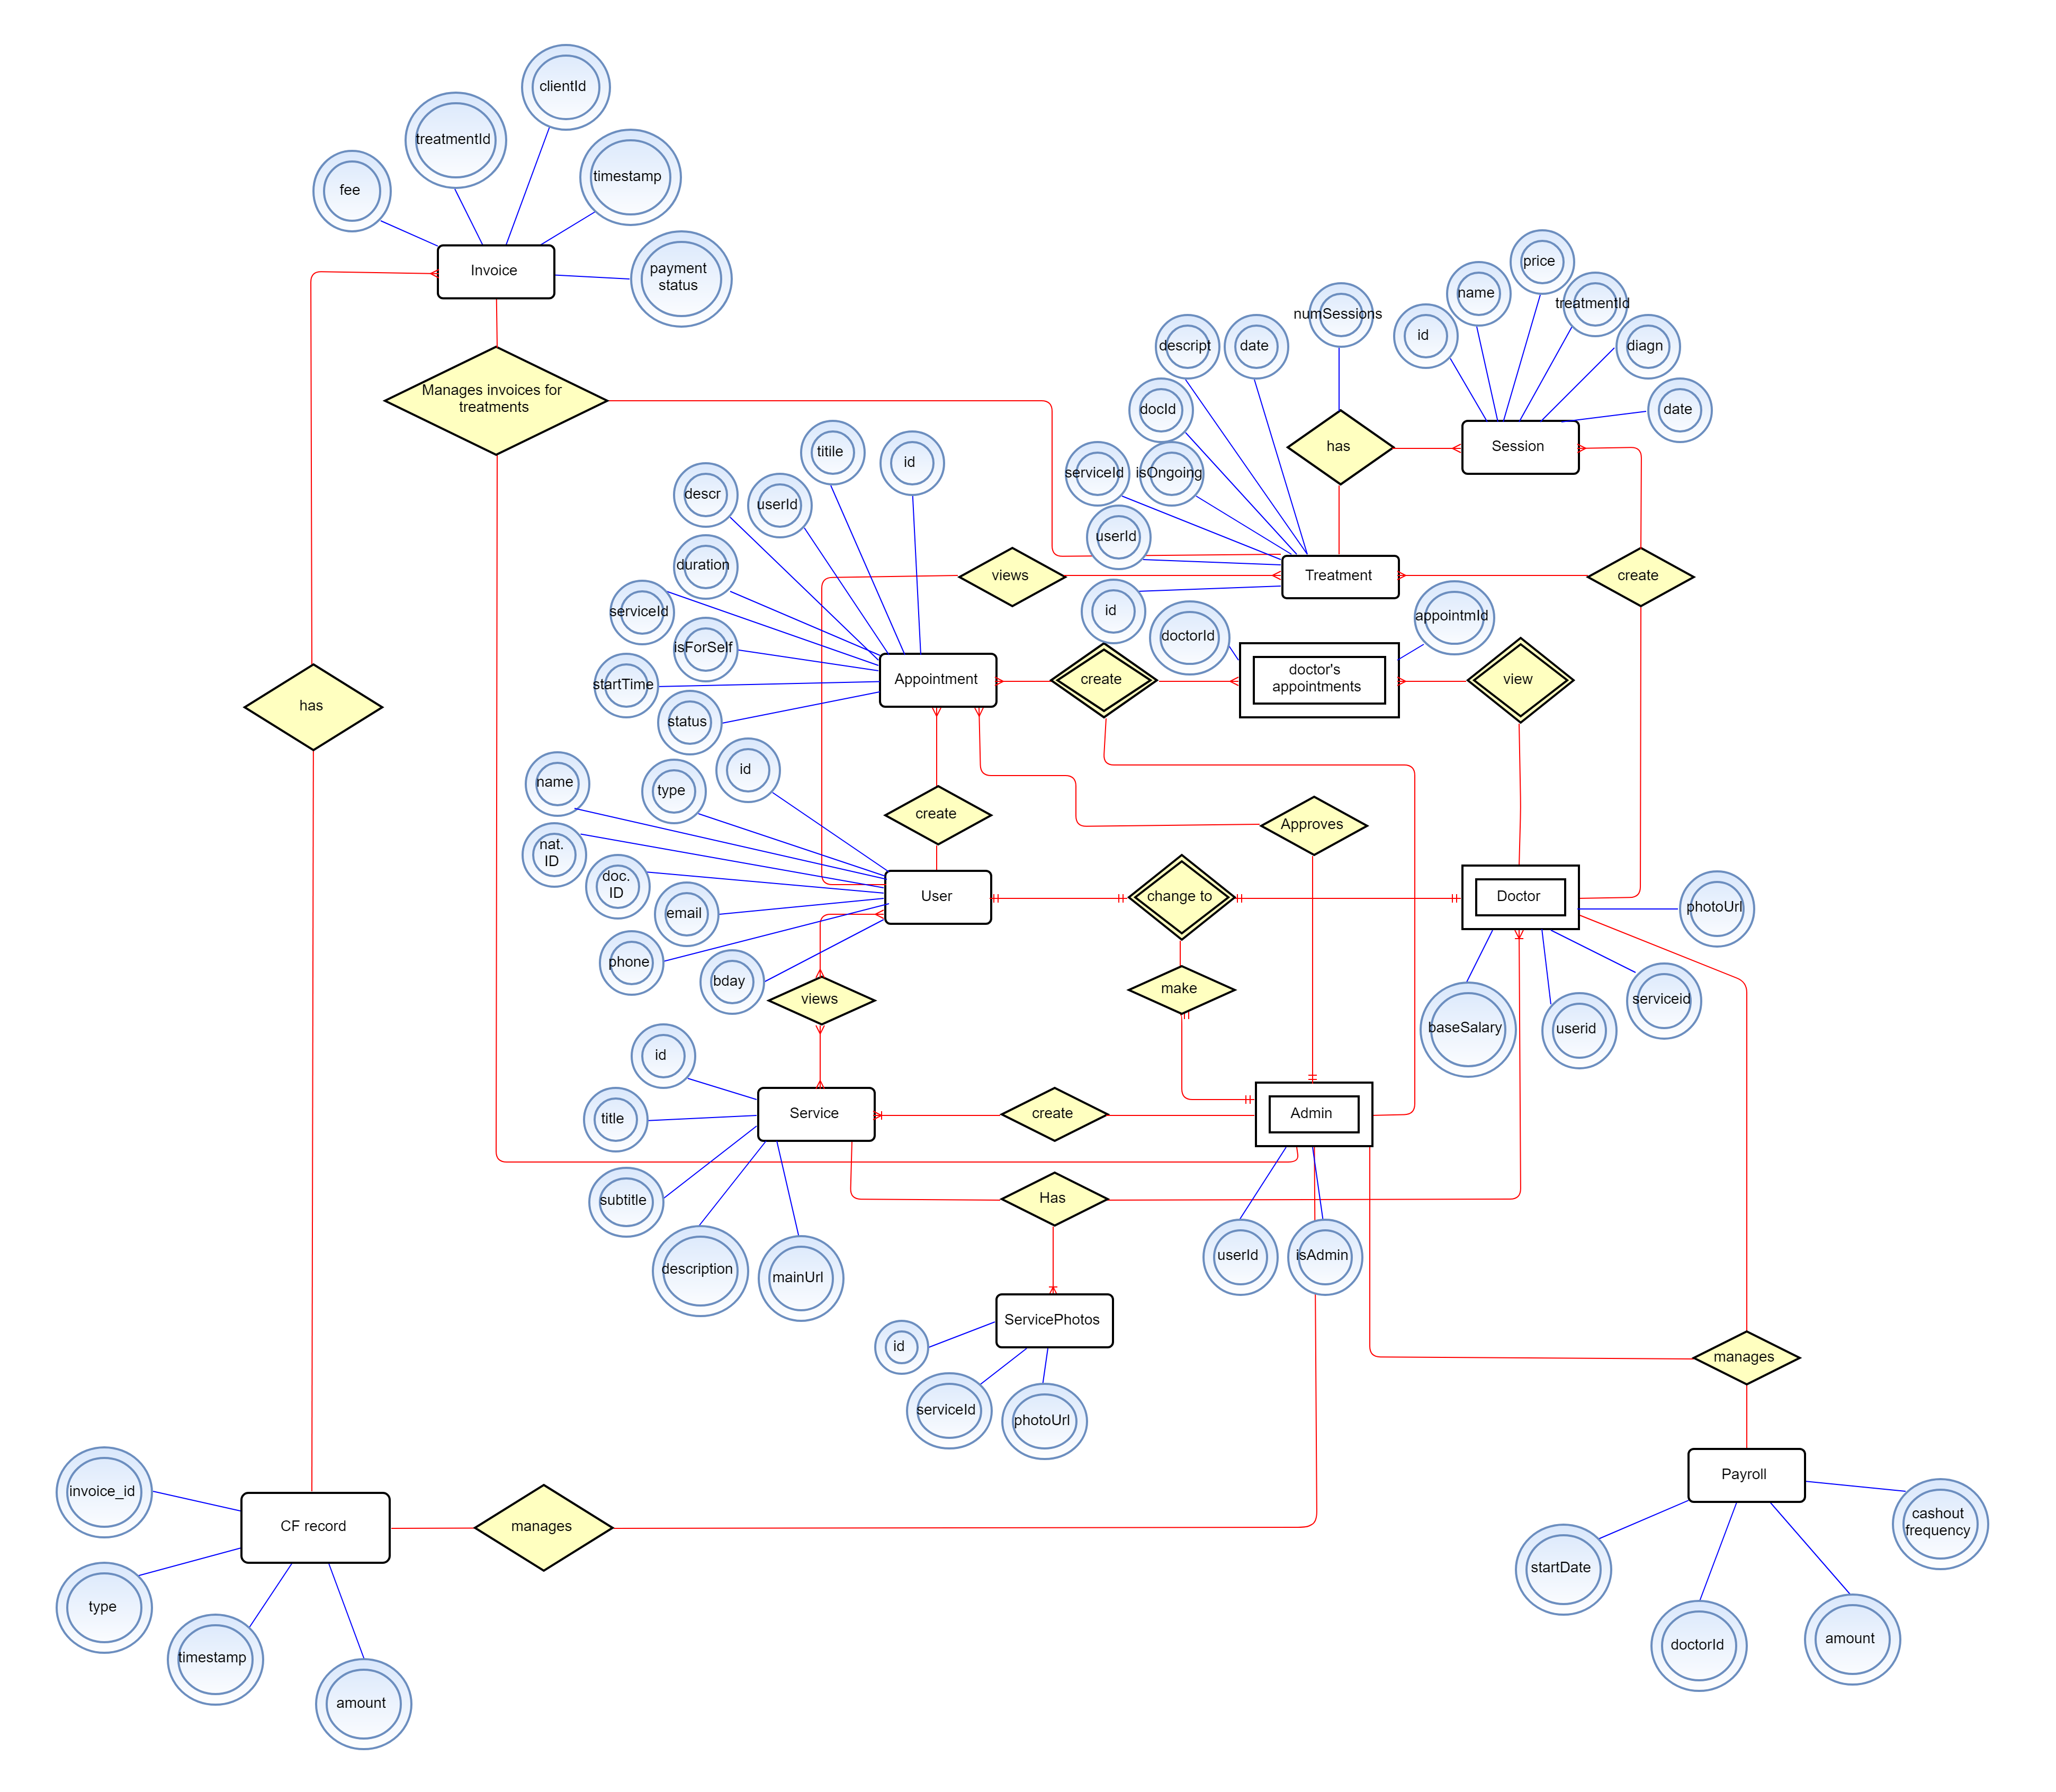 clientId
treatmentId
timestamp
fee
payment
status
Invoice
price
name
treatmentId
numSessions
id
diagn
descript
date
date
Manages invoices for
treatments
docId
has
Session
titile
id
serviceId
isOngoing
descr
userId
userId
duration
views
Treatment
create
serviceId
id
appointmId
doctorId
isForSelf
doctor's
appointments
Appointment
create
view
startTime
has
status
id
name
type
create
Approves
nat.
ID
doc.
ID
User
change to
Doctor
photoUrl
email
phone
bday
make
views
serviceid
baseSalary
userid
id
title
Service
create
Admin
subtitle
Has
description
mainUrl
userId
isAdmin
ServicePhotos
id
manages
serviceId
photoUrl
Payroll
invoice_id
CF record
manages
cashout
frequency
startDate
type
doctorId
amount
timestamp
amount